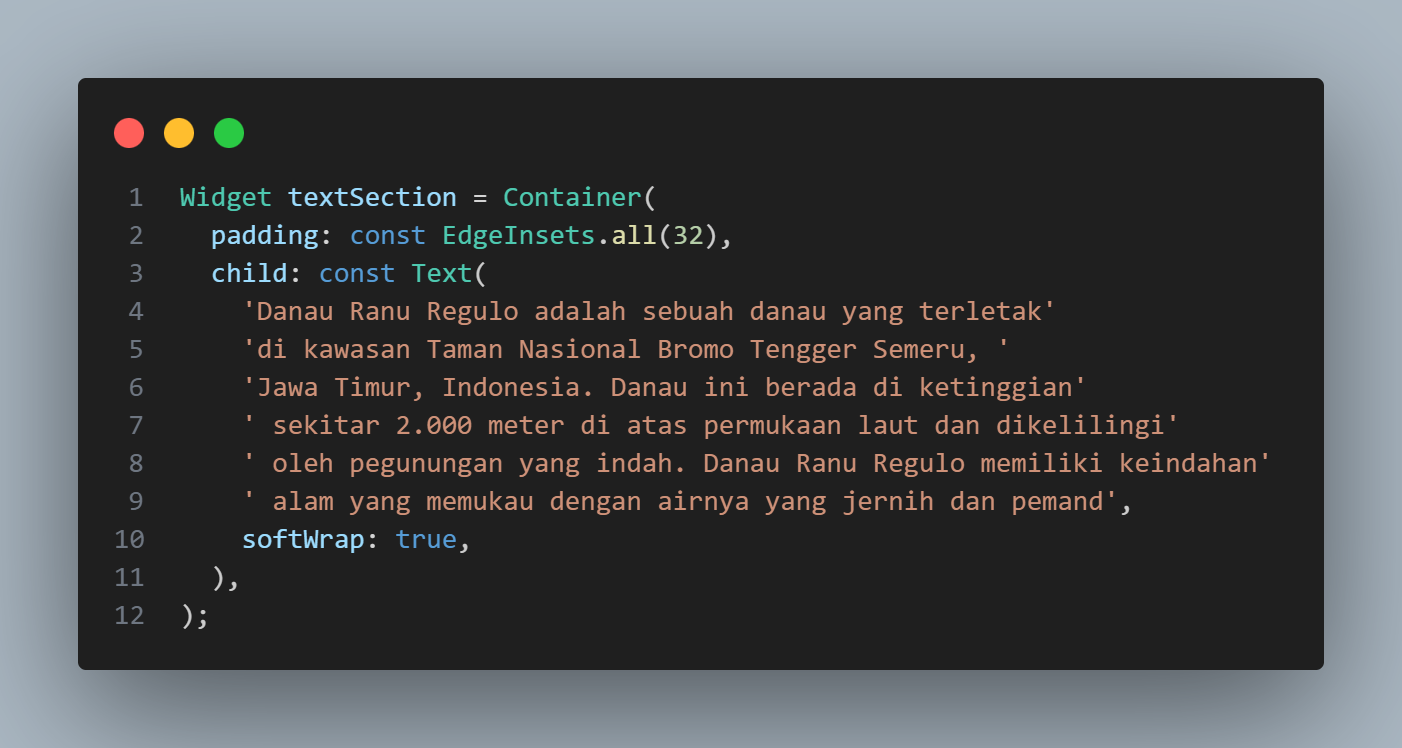 1 Widget textSection = Container(
2   padding: const EdgeInsets.all(32),
3   child: const Text(
4     'Danau Ranu Regulo adalah sebuah danau yang terletak'
5     'di kawasan Taman Nasional Bromo Tengger Semeru, '
6     'Jawa Timur, Indonesia. Danau ini berada di ketinggian'
7     ' sekitar 2.000 meter di atas permukaan laut dan dikelilingi'
8     ' oleh pegunungan yang indah. Danau Ranu Regulo memiliki keindahan'
9     ' alam yang memukau dengan airnya yang jernih dan pemand',
10     softWrap: true,
11   ),
12 );